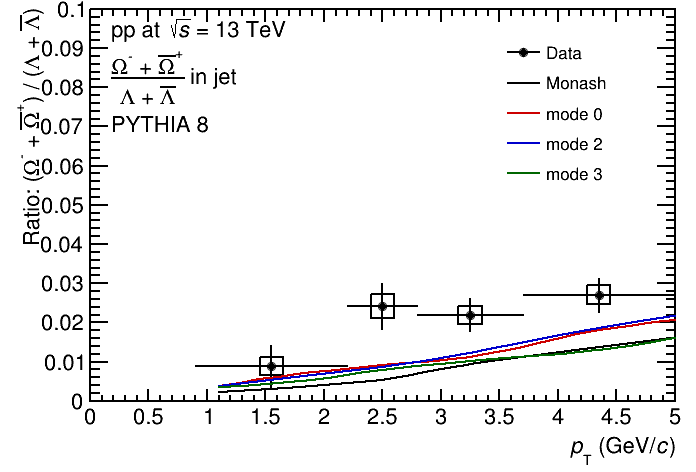 pp at √s = 13 TeV
Ω⁻ + Ω̅⁺
Λ + Λ̅
in jet
PYTHIA 8
Data
Monash
mode 0
mode 2
mode 3
Ratio: (Ω⁻ + Ω̅⁺) / (Λ + Λ̅)
0.1
0.09
0.08
0.07
0.06
0.05
0.04
0.03
0.02
0.01
0
0 0.5 1 1.5 2 2.5 3 3.5 4 4.5 5
p_T (GeV/c)